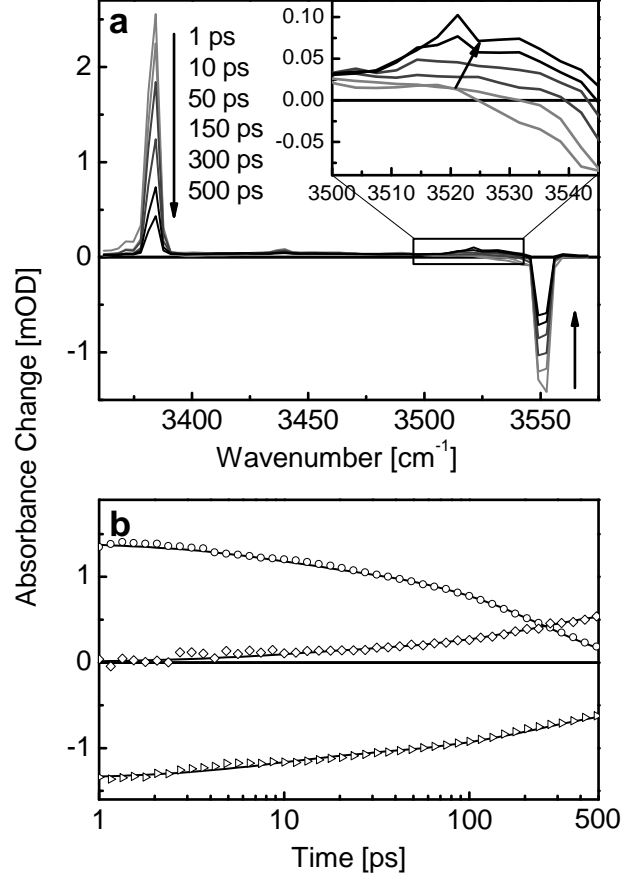 a
1 ps
10 ps
50 ps
150 ps
300 ps
500 ps
0.10
0.05
0.00
-0.05
3500 3510 3520 3530 3540
2
1
0
-1
3400 3450 3500 3550
Wavenumber [cm-1]
Absorbance Change [mOD]
b
1
0
-1
1 10 100 500
Time [ps]